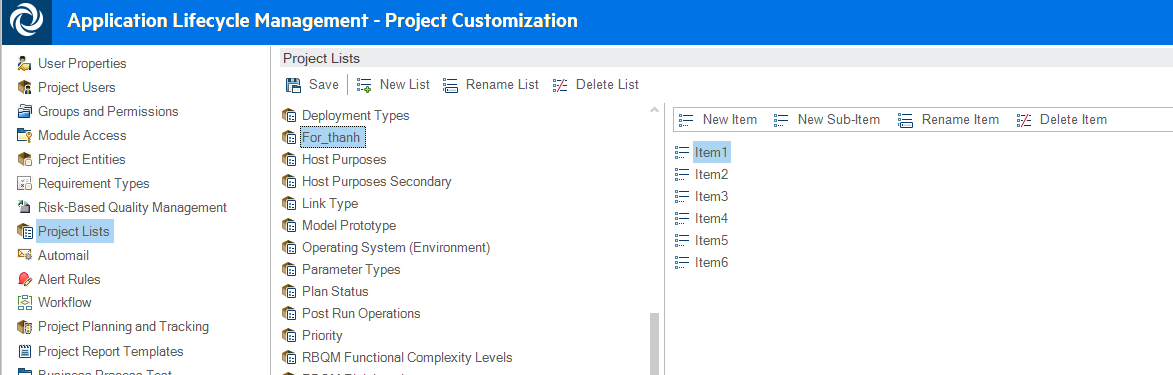 Application Lifecycle Management - Project Customization
User Properties
Project Users
Groups and Permissions
Module Access
Project Entities
Requirement Types
Risk-Based Quality Management
Project Lists
Automail
Alert Rules
Workflow
Project Planning and Tracking
Project Report Templates
Business Process Test
Project Lists
Save New List Rename List Delete List
Deployment Types
For_thanh
Host Purposes
Host Purposes Secondary
Link Type
Model Prototype
Operating System (Environment)
Parameter Types
Plan Status
Post Run Operations
Priority
RBQM Functional Complexity Levels
New Item New Sub-Item Rename Item Delete Item
Item1
Item2
Item3
Item4
Item5
Item6